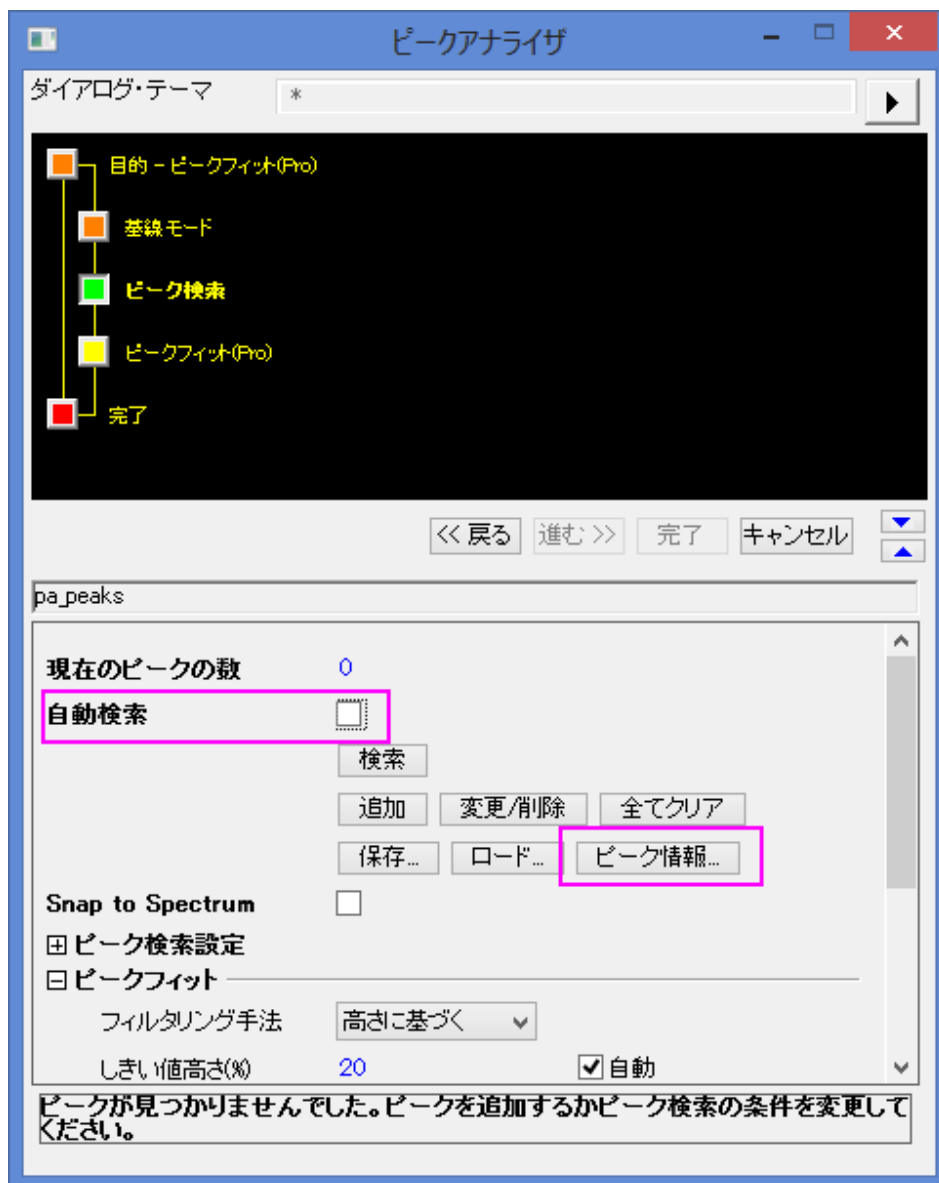 ピークアナライザ
ダイアログ・テーマ *
目的 - ピークフィット(Pro)
基線モード
ピーク検索
ピークフィット(Pro)
完了
<< 戻る 進む >> 完了 キャンセル
pa_peaks
現在のピークの数 0
自動検索
検索
追加 変更/削除 全てクリア
保存... ロード... ピーク情報...
Snap to Spectrum
ピーク検索設定
ピークフィット
フィルタリング手法 高さに基づく
しきい値高さ(%) 20 自動
ピークが見つかりませんでした。ピークを追加するかピーク検索の条件を変更して
ください。